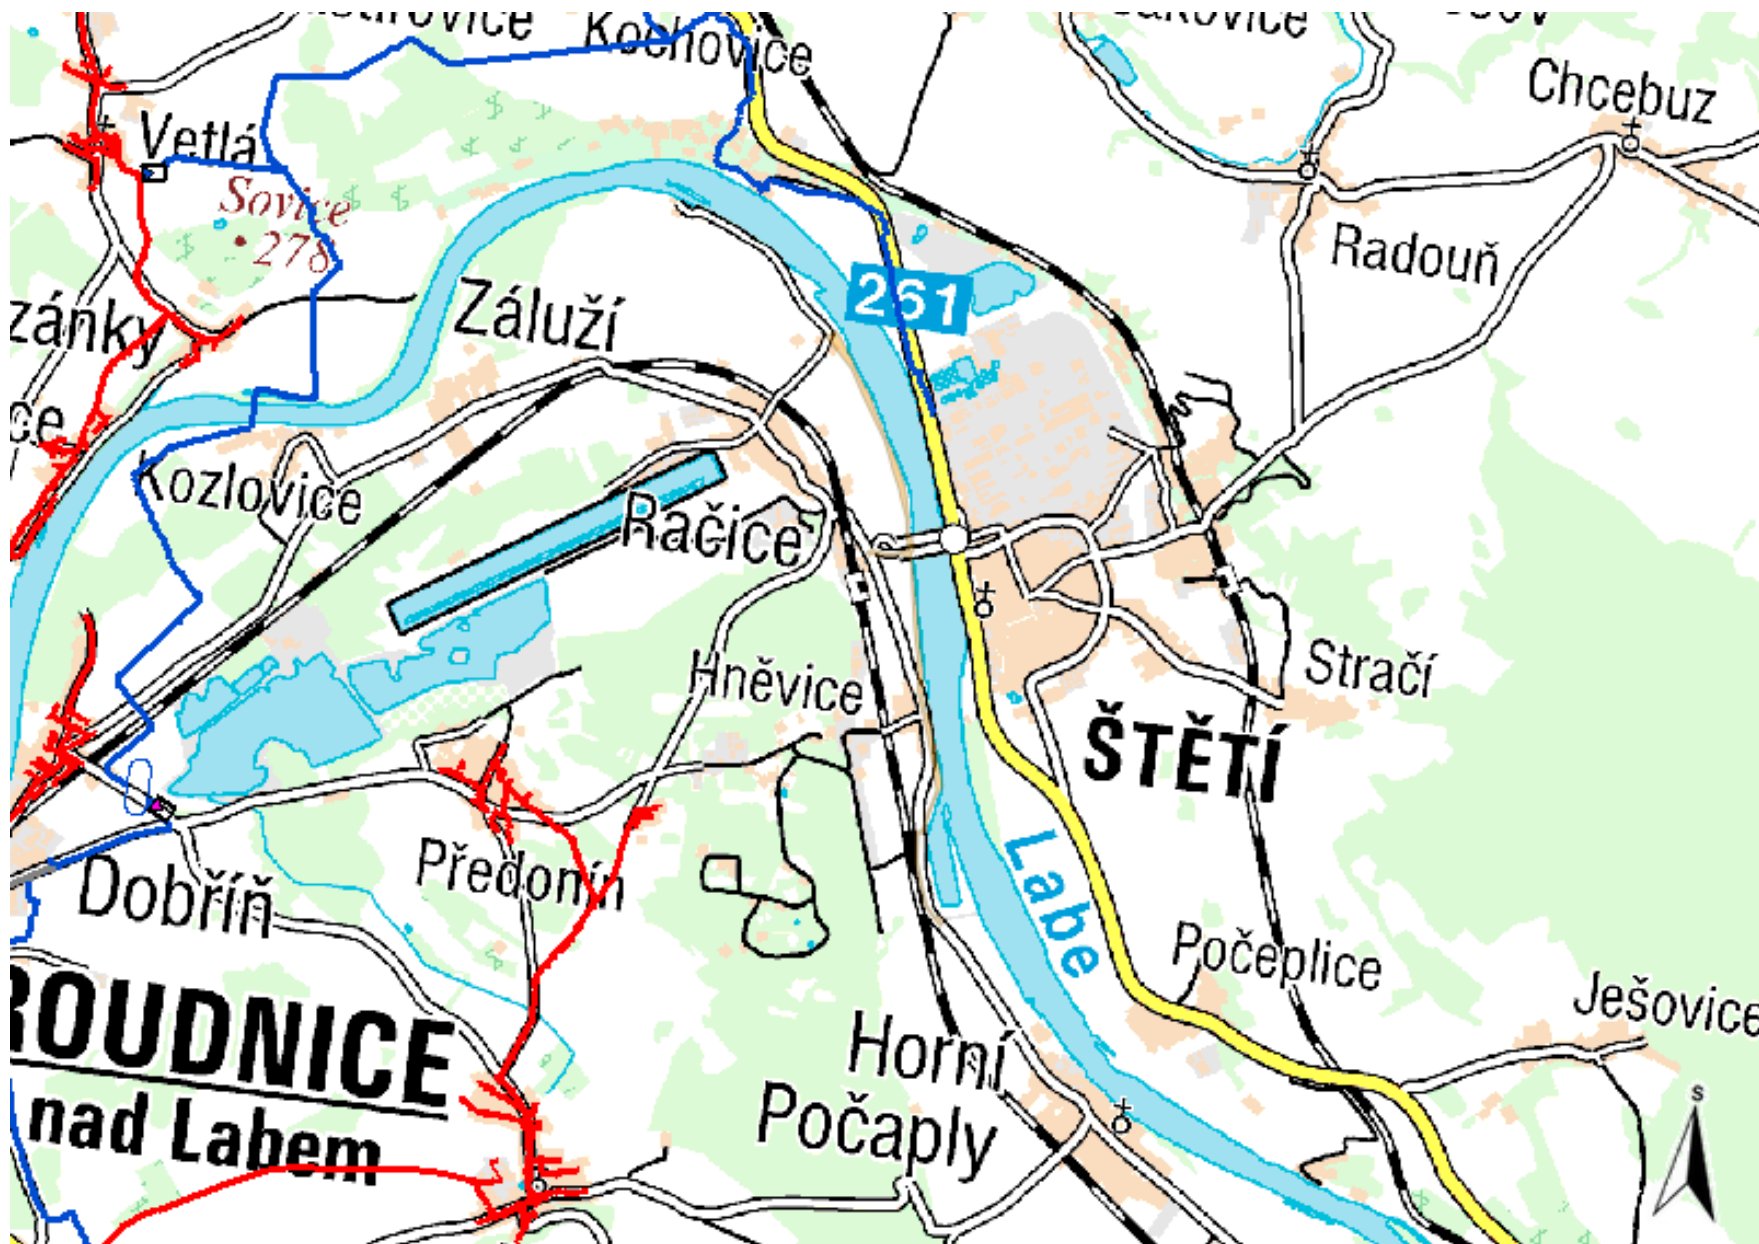 Kochovice
Chcebuz
Vetlá
Sovice
278
Radouň
261
Záluží
Kozlovice
Račice
Hněvice
Stračí
ŠTĚTÍ
Předonín
Dobříň
Labe
Počeplice
Ješovice
ROUDNICE
nad Labem
Horní
Počaply
S